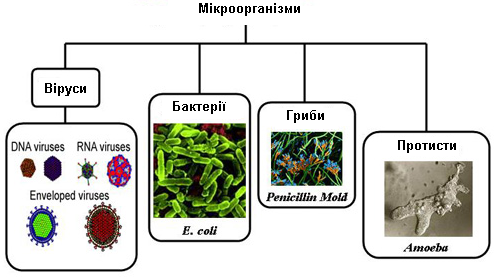 Мікроорганізми
Віруси
DNA viruses RNA viruses
Enveloped viruses
Бактерії
E. coli
Гриби
Penicillin Mold
Протисти
Amoeba